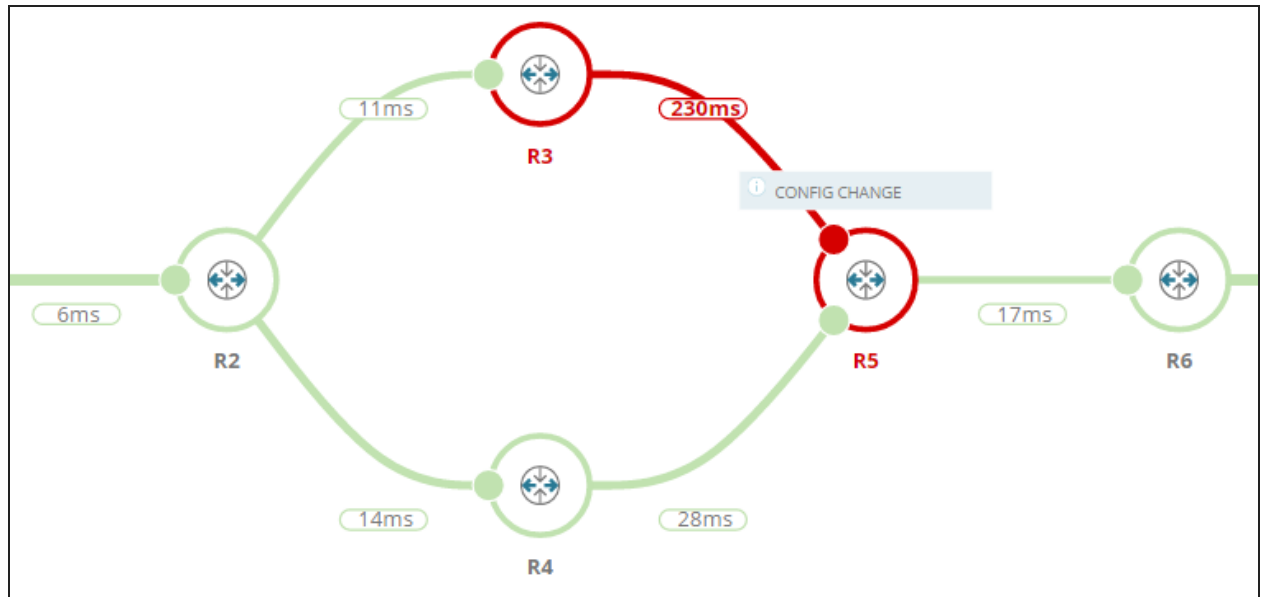 11ms
230ms
R3
CONFIG CHANGE
6ms
17ms
R2
R5
R6
14ms
28ms
R4